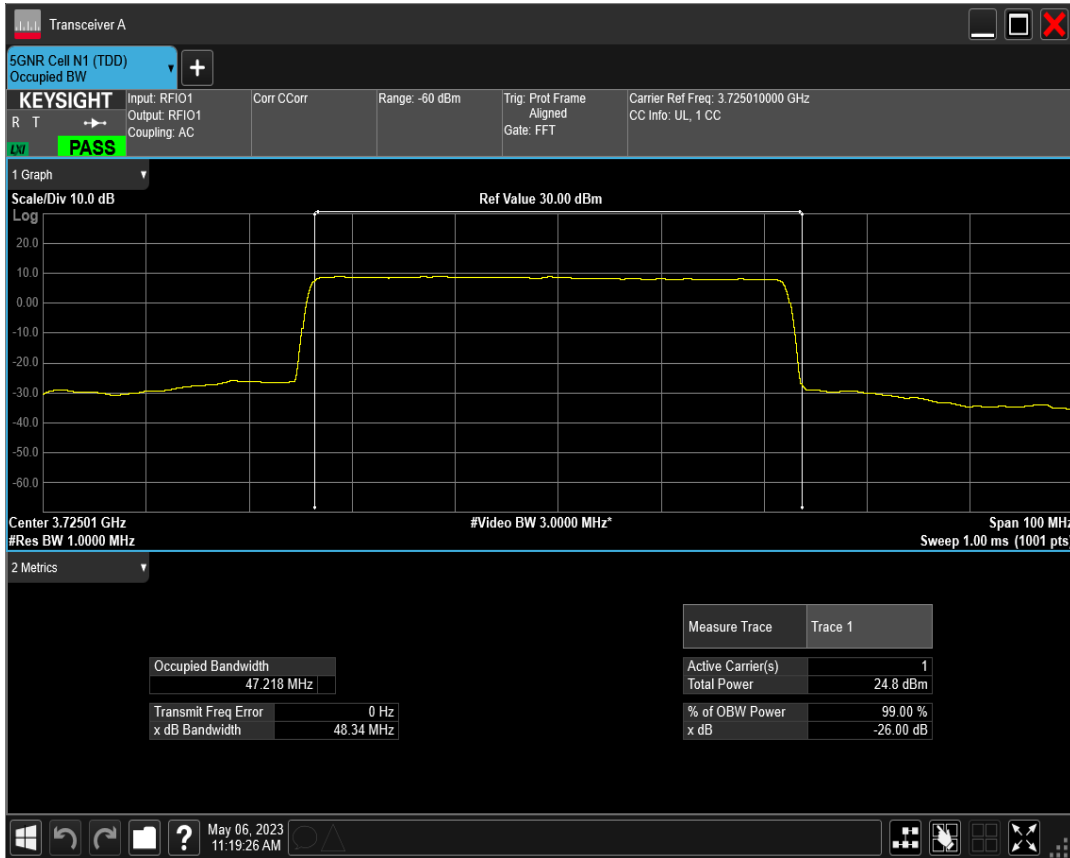 Transceiver A
5GNR Cell N1 (TDD)
Occupied BW
+
KEYSIGHT
R T
LXI
PASS
Input: RFIO1
Output: RFIO1
Coupling: AC
Corr CCorr
Range: -60 dBm
Trig: Prot Frame
Aligned
Gate: FFT
Carrier Ref Freq: 3.725010000 GHz
CC Info: UL, 1 CC
1 Graph
Scale/Div 10.0 dB
Ref Value 30.00 dBm
Log
20.0
10.0
0.00
-10.0
-20.0
-30.0
-40.0
-50.0
-60.0
Center 3.72501 GHz
#Video BW 3.0000 MHz*
Span 100 MHz
#Res BW 1.0000 MHz
Sweep 1.00 ms (1001 pts)
2 Metrics
Measure Trace Trace 1
Occupied Bandwidth
47.218 MHz
Active Carrier(s) 1
Total Power 24.8 dBm
Transmit Freq Error 0 Hz
x dB Bandwidth 48.34 MHz
% of OBW Power 99.00 %
x dB -26.00 dB
?
May 06, 2023
11:19:26 AM